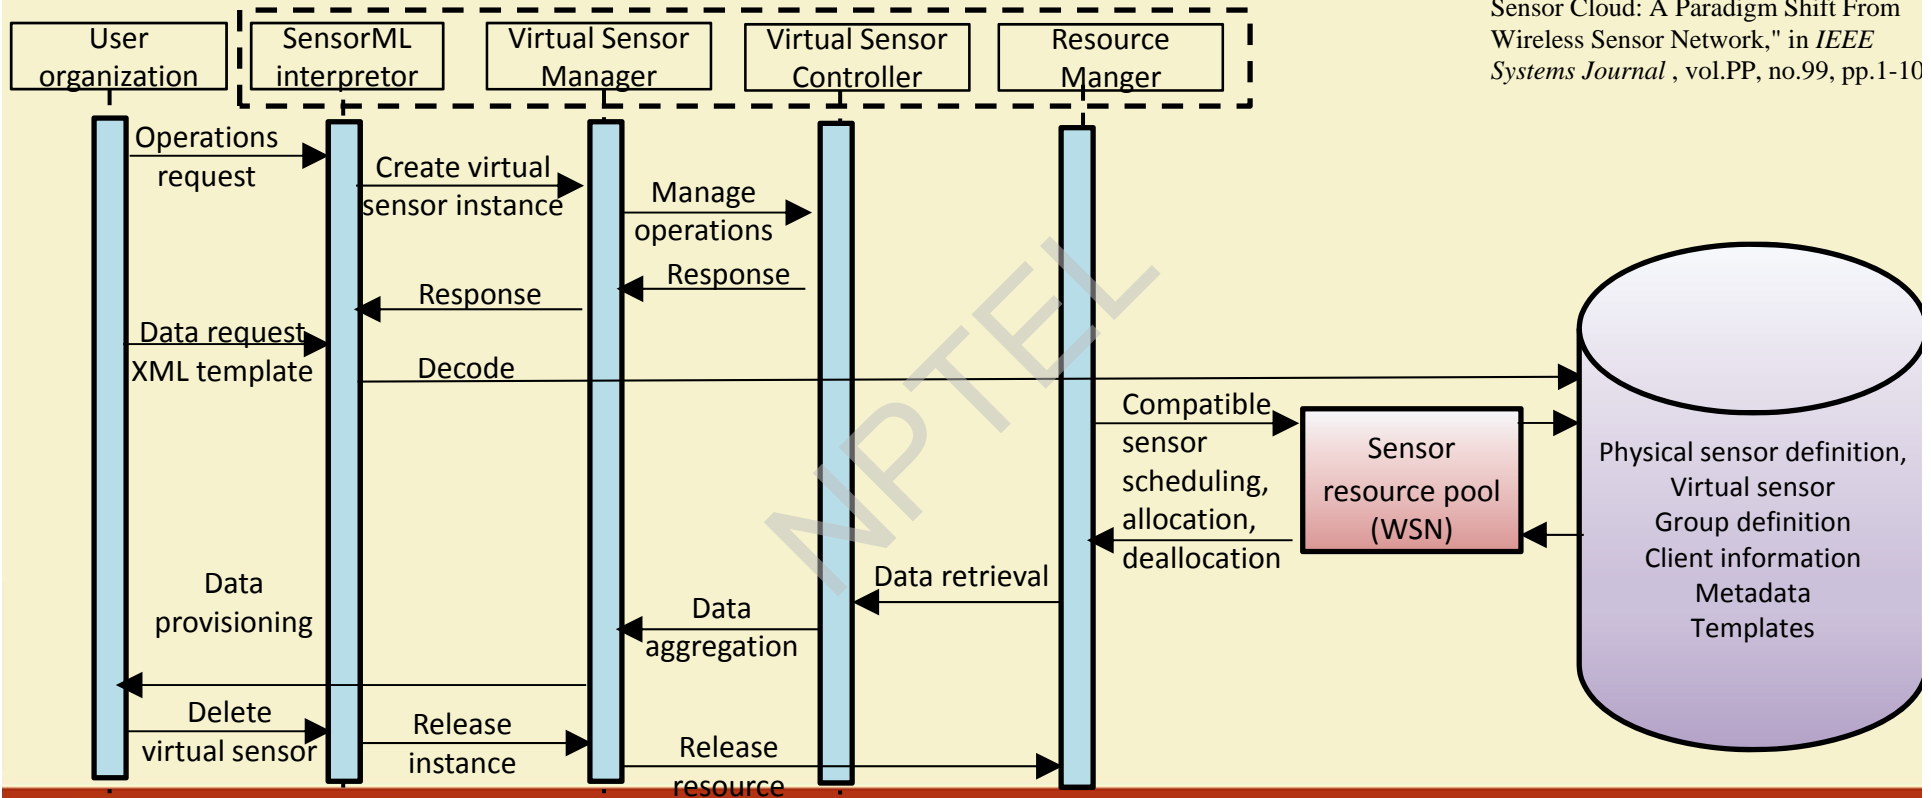 Sensor Cloud: A Paradigm Shift From
Wireless Sensor Network," in IEEE
Systems Journal , vol.PP, no.99, pp.1-10
User
organization
SensorML
interpretor
Virtual Sensor
Manager
Virtual Sensor
Controller
Resource
Manger
Operations
request
Create virtual
sensor instance
Manage
operations
Response
Response
Data request
XML template
Decode
Compatible
sensor
scheduling,
allocation,
deallocation
Sensor
resource pool
(WSN)
Physical sensor definition,
Virtual sensor
Group definition
Client information
Metadata
Templates
Data retrieval
Data
aggregation
Data
provisioning
Delete
virtual sensor
Release
instance
Release
resource
NPTEL